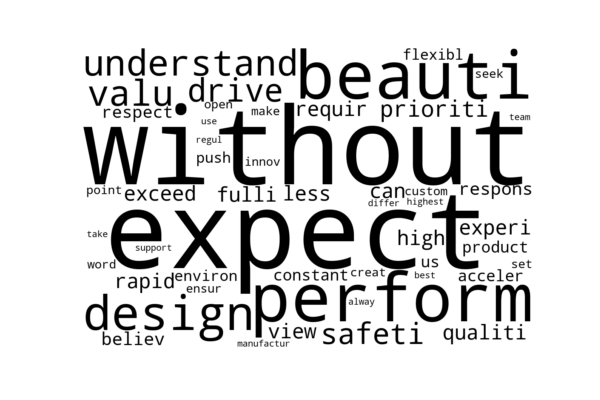 flexibl
understand beauti
seek
valu drive
open
respect make requir prioriti
use team
without
regul
push innov
point exceed fulli less can custom respons
differ highest
take expect experi
high
support product
word us set
rapid environ constant creat best acceler
ensur
design perform
alway
view safeti qualiti
believ
manufactur